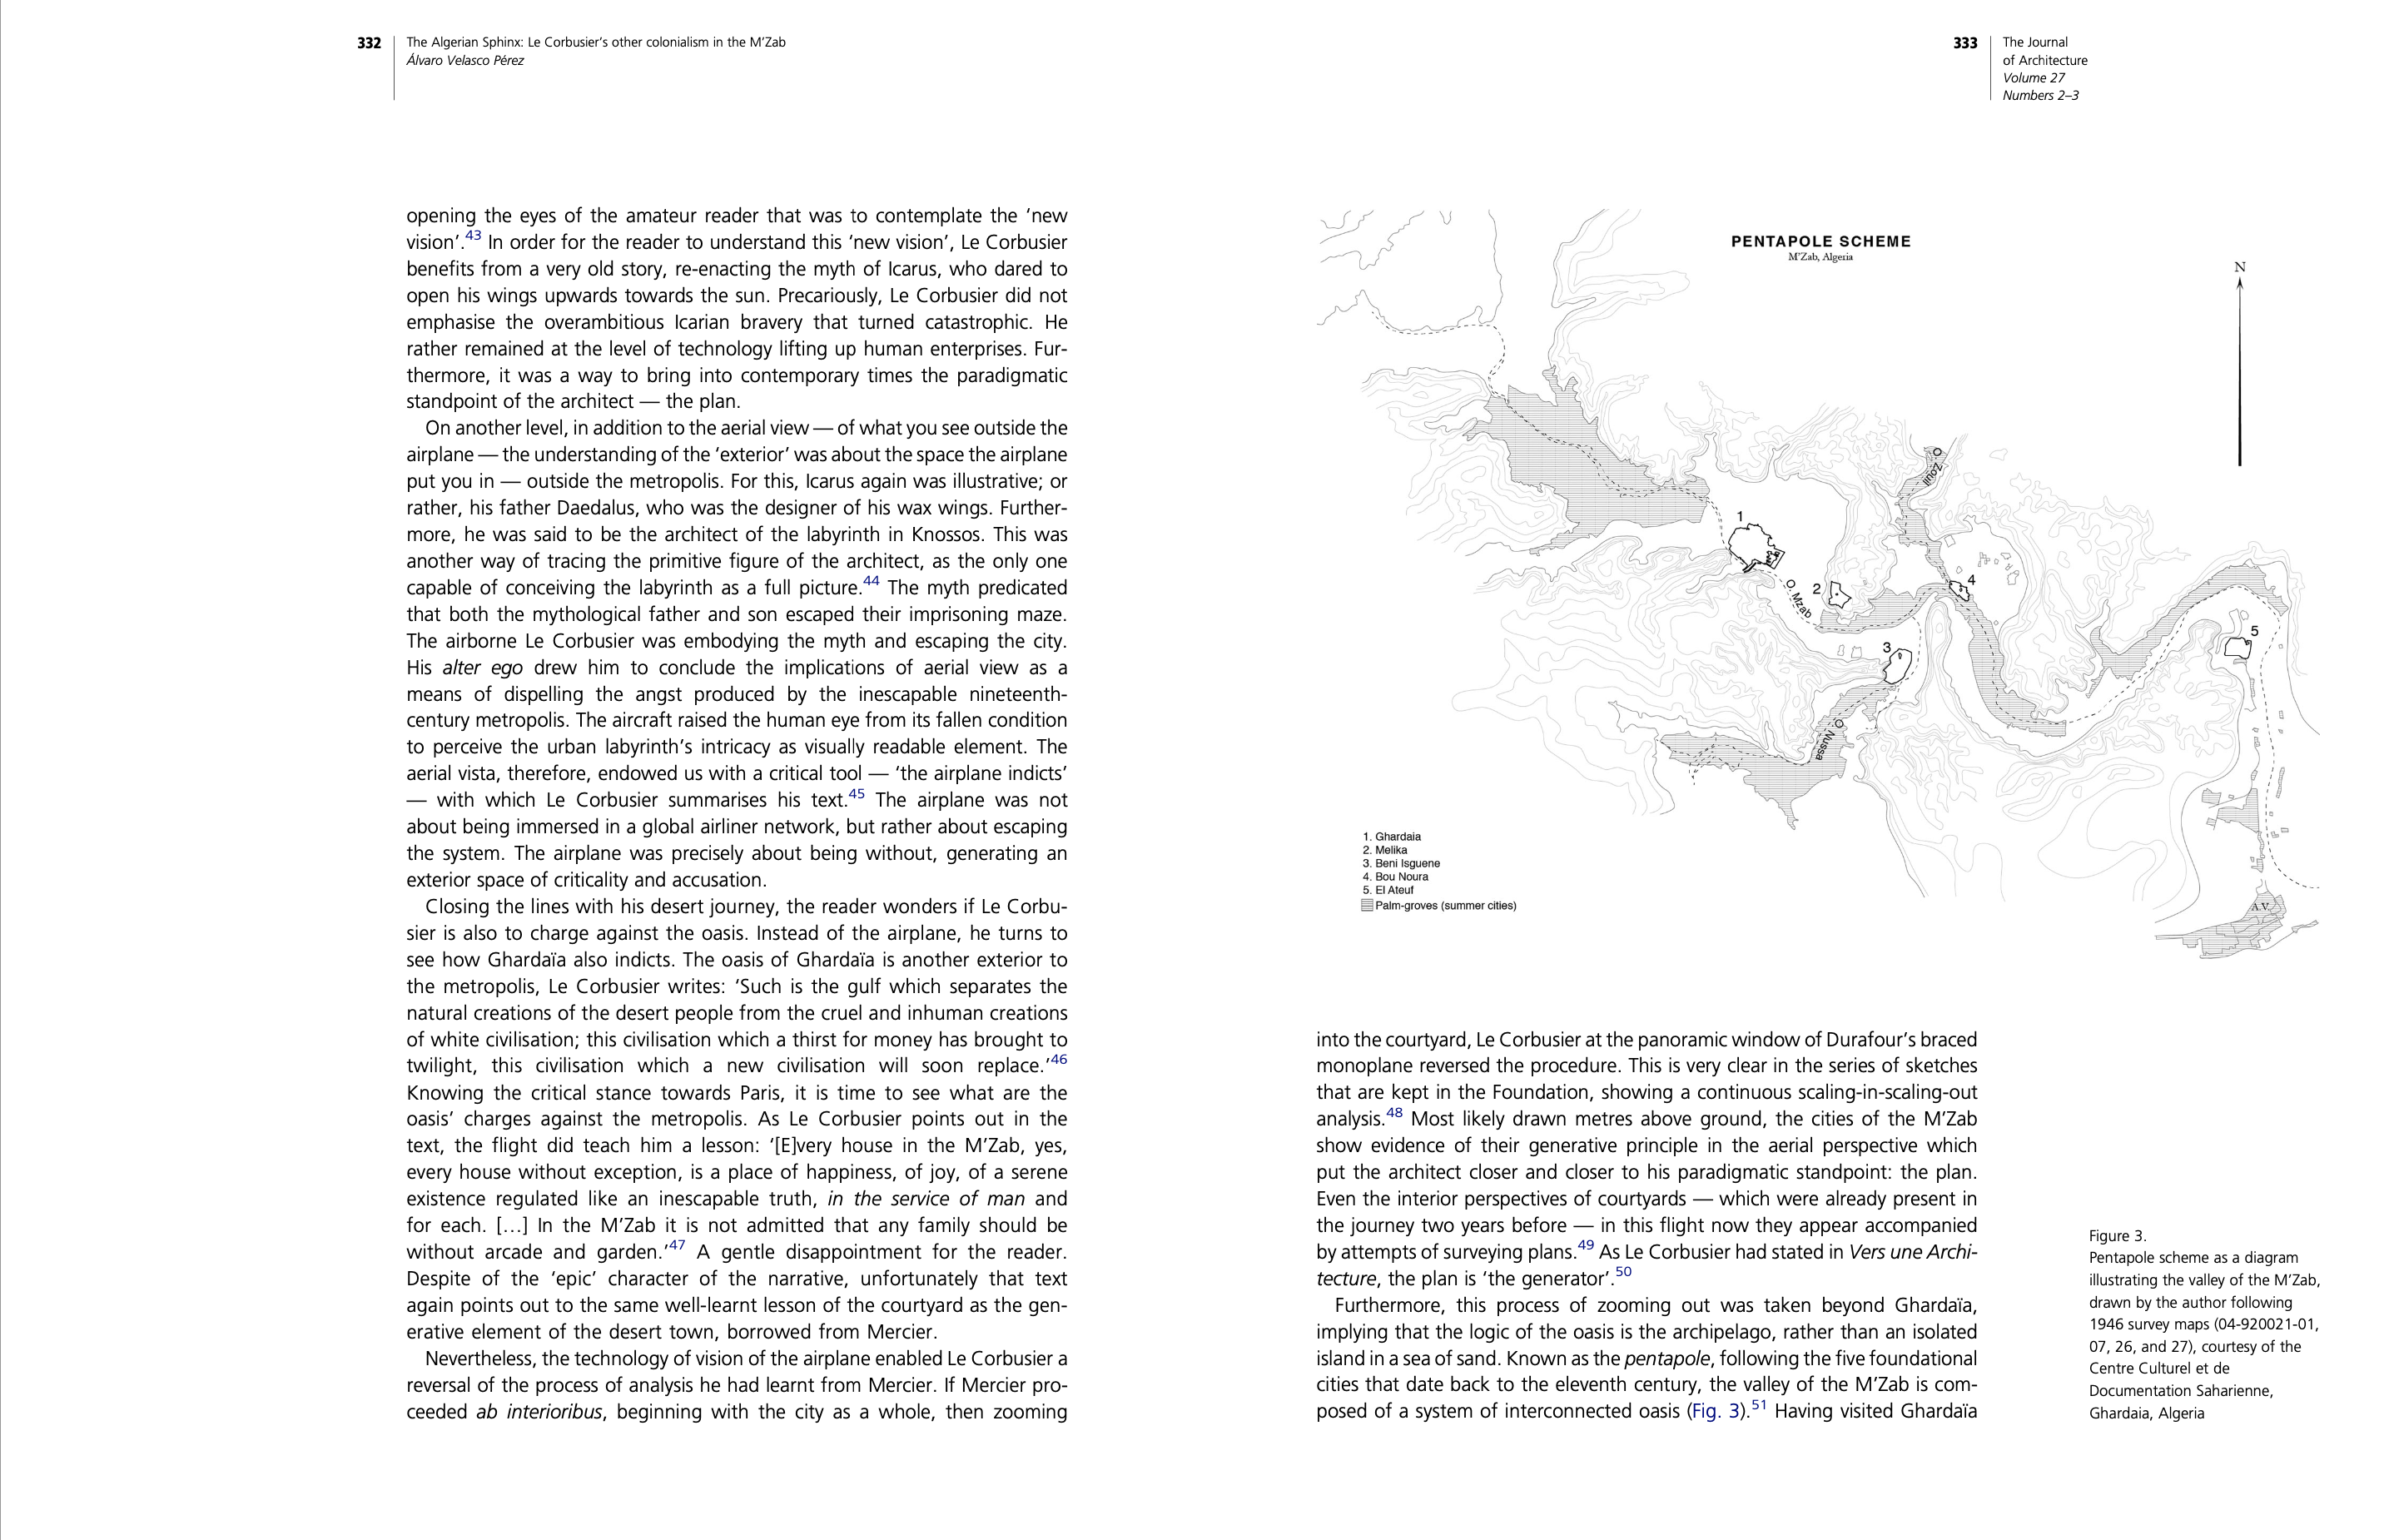 332
The Algerian Sphinx: Le Corbusier’s other colonialism in the M’Zab
Álvaro Velasco Pérez
opening the eyes of the amateur reader that was to contemplate the ‘new
vision’.43 In order for the reader to understand this ‘new vision’, Le Corbusier
benefits from a very old story, re-enacting the myth of Icarus, who dared to
open his wings upwards towards the sun. Precariously, Le Corbusier did not
emphasise the overambitious Icarian bravery that turned catastrophic. He
rather remained at the level of technology lifting up human enterprises. Fur-
thermore, it was a way to bring into contemporary times the paradigmatic
standpoint of the architect — the plan.
On another level, in addition to the aerial view — of what you see outside the
airplane — the understanding of the ‘exterior’ was about the space the airplane
put you in — outside the metropolis. For this, Icarus again was illustrative; or
rather, his father Daedalus, who was the designer of his wax wings. Further-
more, he was said to be the architect of the labyrinth in Knossos. This was
another way of tracing the primitive figure of the architect, as the only one
capable of conceiving the labyrinth as a full picture.44 The myth predicated
that both the mythological father and son escaped their imprisoning maze.
The airborne Le Corbusier was embodying the myth and escaping the city.
His alter ego drew him to conclude the implications of aerial view as a
means of dispelling the angst produced by the inescapable nineteenth-
century metropolis. The aircraft raised the human eye from its fallen condition
to perceive the urban labyrinth’s intricacy as visually readable element. The
aerial vista, therefore, endowed us with a critical tool — ‘the airplane indicts’
— with which Le Corbusier summarises his text.45 The airplane was not
about being immersed in a global airliner network, but rather about escaping
the system. The airplane was precisely about being without, generating an
exterior space of criticality and accusation.
Closing the lines with his desert journey, the reader wonders if Le Corbu-
sier is also to charge against the oasis. Instead of the airplane, he turns to
see how Ghardaïa also indicts. The oasis of Ghardaïa is another exterior to
the metropolis, Le Corbusier writes: ‘Such is the gulf which separates the
natural creations of the desert people from the cruel and inhuman creations
of white civilisation; this civilisation which a thirst for money has brought to
twilight, this civilisation which a new civilisation will soon replace.’46
Knowing the critical stance towards Paris, it is time to see what are the
oasis’ charges against the metropolis. As Le Corbusier points out in the
text, the flight did teach him a lesson: ‘[E]very house in the M’Zab, yes,
every house without exception, is a place of happiness, of joy, of a serene
existence regulated like an inescapable truth, in the service of man and
for each. […] In the M’Zab it is not admitted that any family should be
without arcade and garden.’47 A gentle disappointment for the reader.
Despite of the ‘epic’ character of the narrative, unfortunately that text
again points out to the same well-learnt lesson of the courtyard as the gen-
erative element of the desert town, borrowed from Mercier.
Nevertheless, the technology of vision of the airplane enabled Le Corbusier a
reversal of the process of analysis he had learnt from Mercier. If Mercier pro-
ceeded ab interioribus, beginning with the city as a whole, then zooming
333
The Journal
of Architecture
Volume 27
Numbers 2–3
PENTAPOLE SCHEME
M’Zab, Algeria
N
O. Zouil
1
2
O. Mzab
4
3
5
O. Ntissa
A.V.
1. Ghardaia
2. Melika
3. Beni Isguene
4. Bou Noura
5. El Ateuf
Palm-groves (summer cities)
into the courtyard, Le Corbusier at the panoramic window of Durafour’s braced
monoplane reversed the procedure. This is very clear in the series of sketches
that are kept in the Foundation, showing a continuous scaling-in-scaling-out
analysis.48 Most likely drawn metres above ground, the cities of the M’Zab
show evidence of their generative principle in the aerial perspective which
put the architect closer and closer to his paradigmatic standpoint: the plan.
Even the interior perspectives of courtyards — which were already present in
the journey two years before — in this flight now they appear accompanied
by attempts of surveying plans.49 As Le Corbusier had stated in Vers une Archi-
tecture, the plan is ‘the generator’.50
Furthermore, this process of zooming out was taken beyond Ghardaïa,
implying that the logic of the oasis is the archipelago, rather than an isolated
island in a sea of sand. Known as the pentapole, following the five foundational
cities that date back to the eleventh century, the valley of the M’Zab is com-
posed of a system of interconnected oasis (Fig. 3).51 Having visited Ghardaïa
Figure 3.
Pentapole scheme as a diagram
illustrating the valley of the M’Zab,
drawn by the author following
1946 survey maps (04-920021-01,
07, 26, and 27), courtesy of the
Centre Culturel et de
Documentation Saharienne,
Ghardaia, Algeria